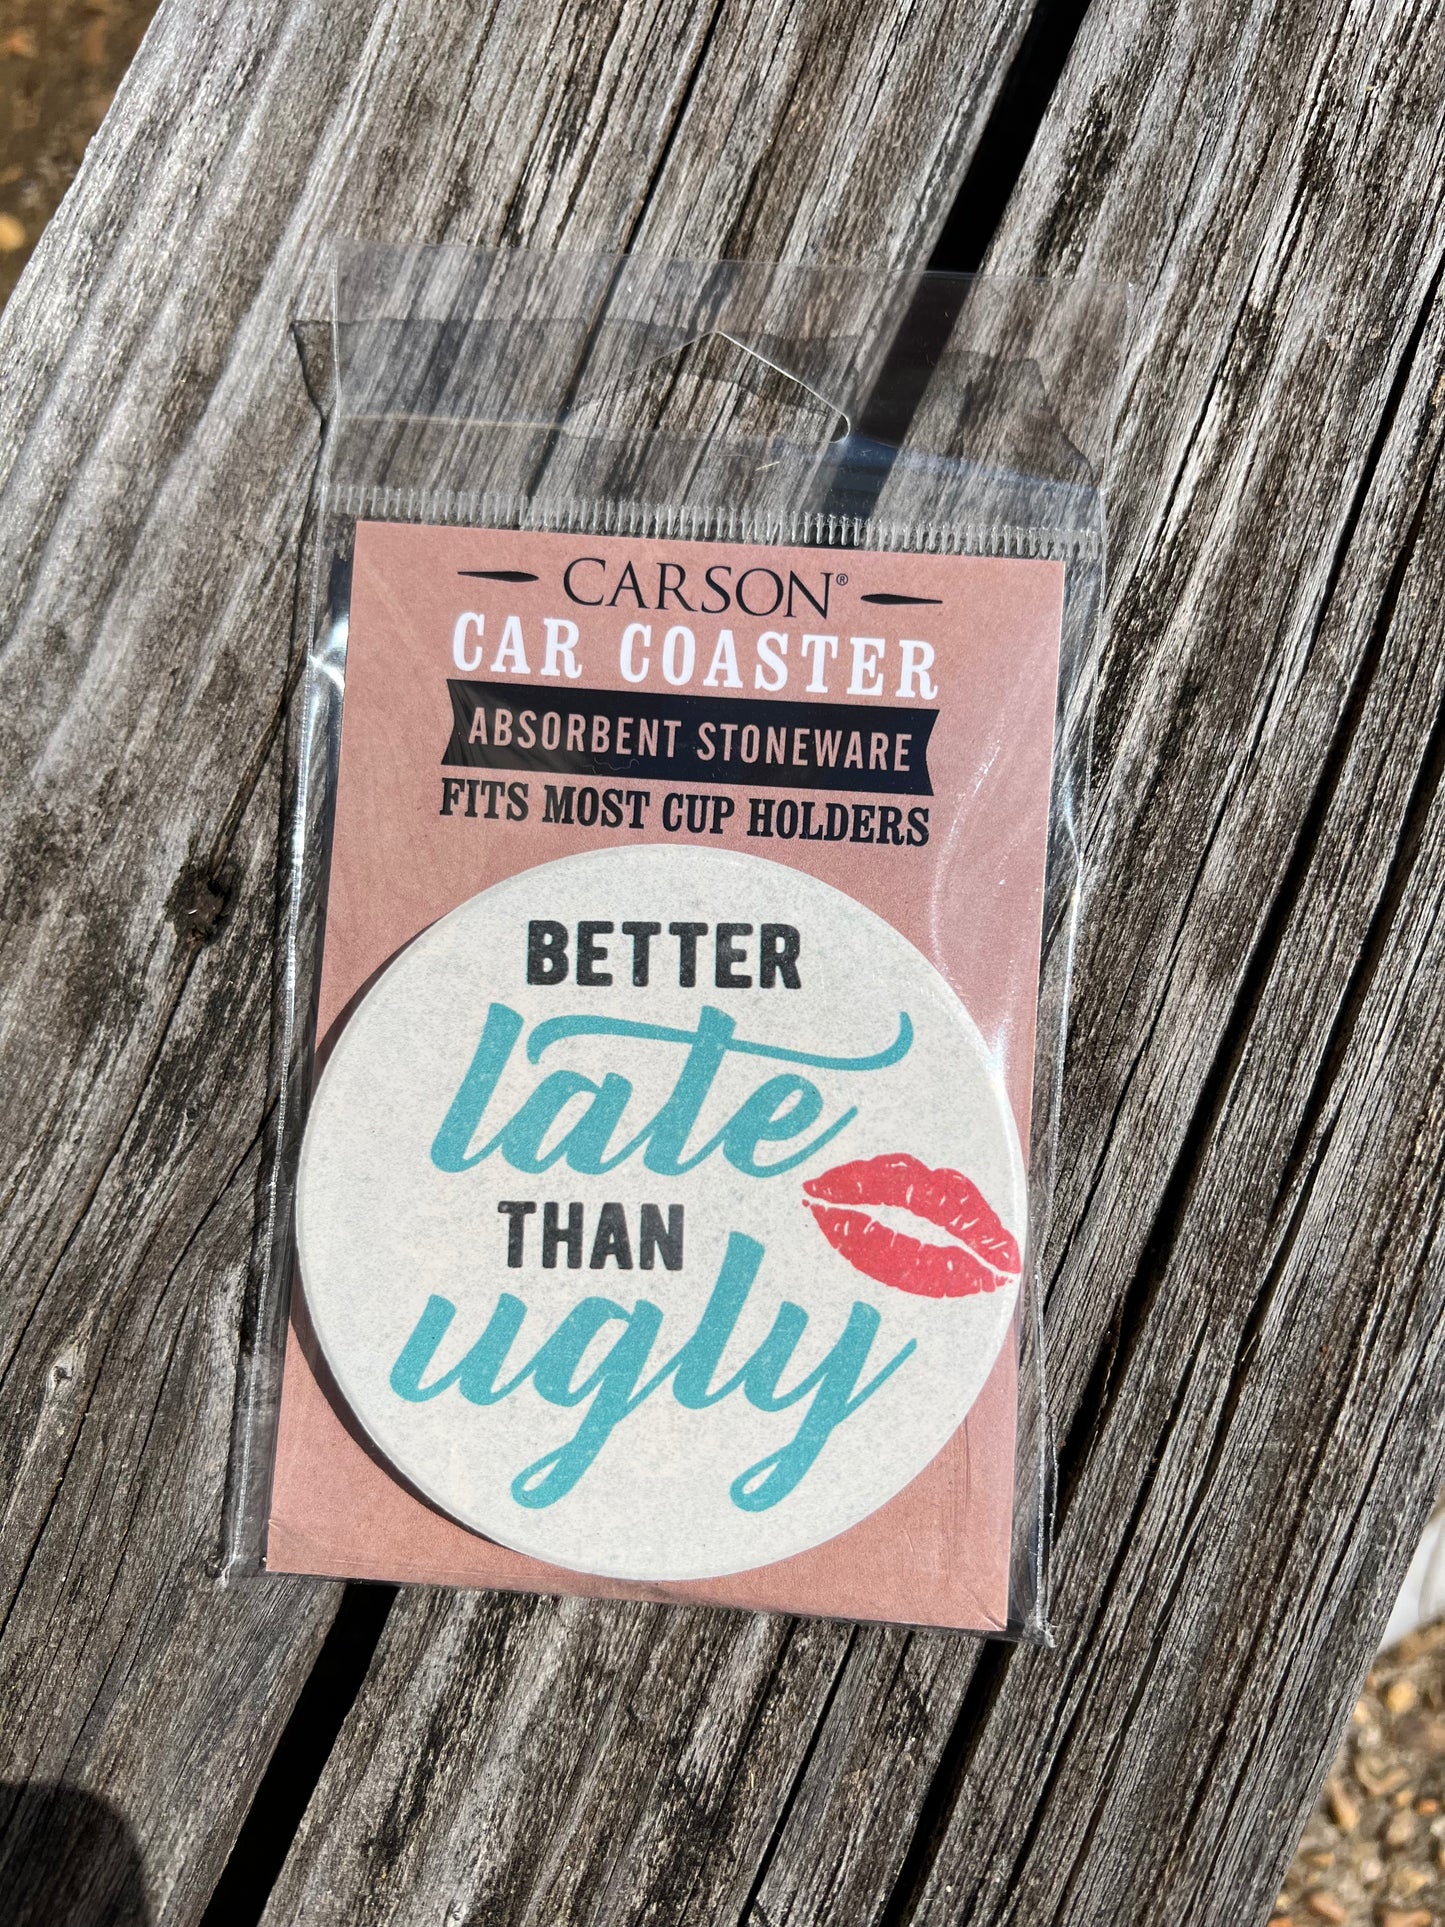 CARSON®
CAR COASTER
ABSORBENT STONEWARE
FITS MOST CUP HOLDERS
BETTER
late
THAN
ugly